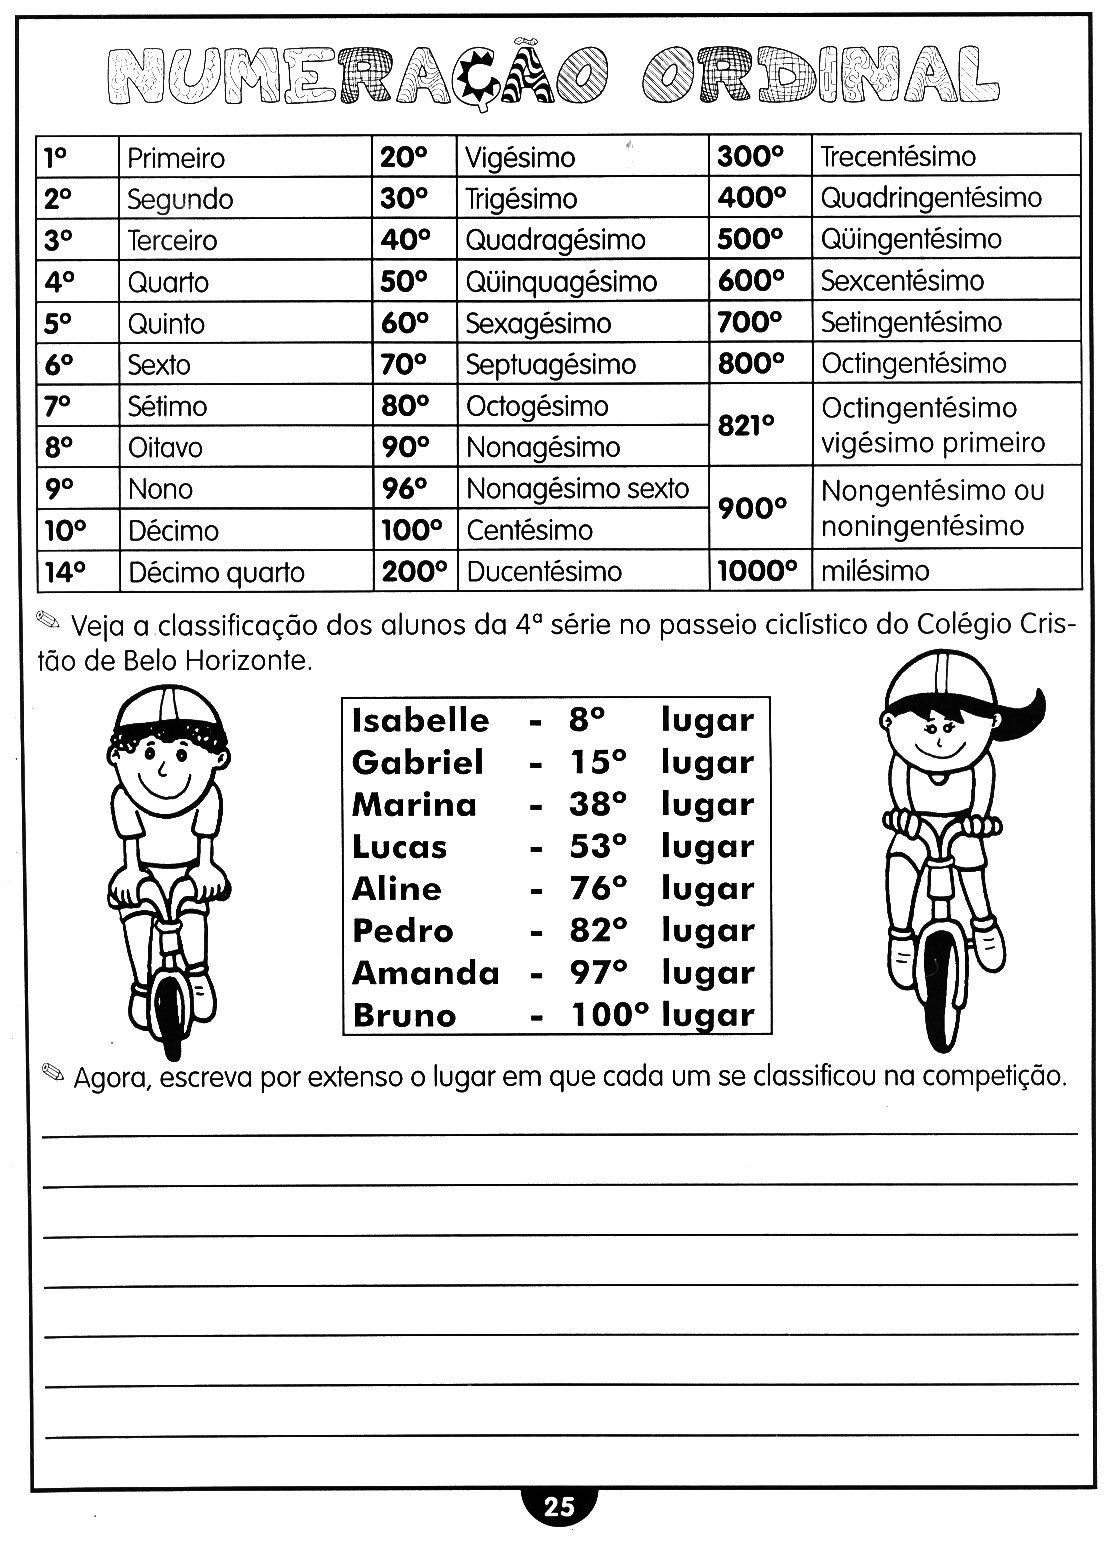 NUMERAÇÃO ORDINAL
1º Primeiro 20º Vigésimo 300º Trecentésimo
2º Segundo 30º Trigésimo 400º Quadringentésimo
3º Terceiro 40º Quadragésimo 500º Qüingentésimo
4º Quarto 50º Qüinquagésimo 600º Sexcentésimo
5º Quinto 60º Sexagésimo 700º Setingentésimo
6º Sexto 70º Septuagésimo 800º Octingentésimo
7º Sétimo 80º Octogésimo 821º Octingentésimo
8º Oitavo 90º Nonagésimo vigésimo primeiro
9º Nono 96º Nonagésimo sexto 900º Nongentésimo ou
10º Décimo 100º Centésimo noningentésimo
14º Décimo quarto 200º Ducentésimo 1000º milésimo
Veja a classificação dos alunos da 4ª série no passeio ciclístico do Colégio Cris-
tão de Belo Horizonte.
Isabelle - 8º lugar
Gabriel - 15º lugar
Marina - 38º lugar
Lucas - 53º lugar
Aline - 76º lugar
Pedro - 82º lugar
Amanda - 97º lugar
Bruno - 100º lugar
Agora, escreva por extenso o lugar em que cada um se classificou na competição.
25